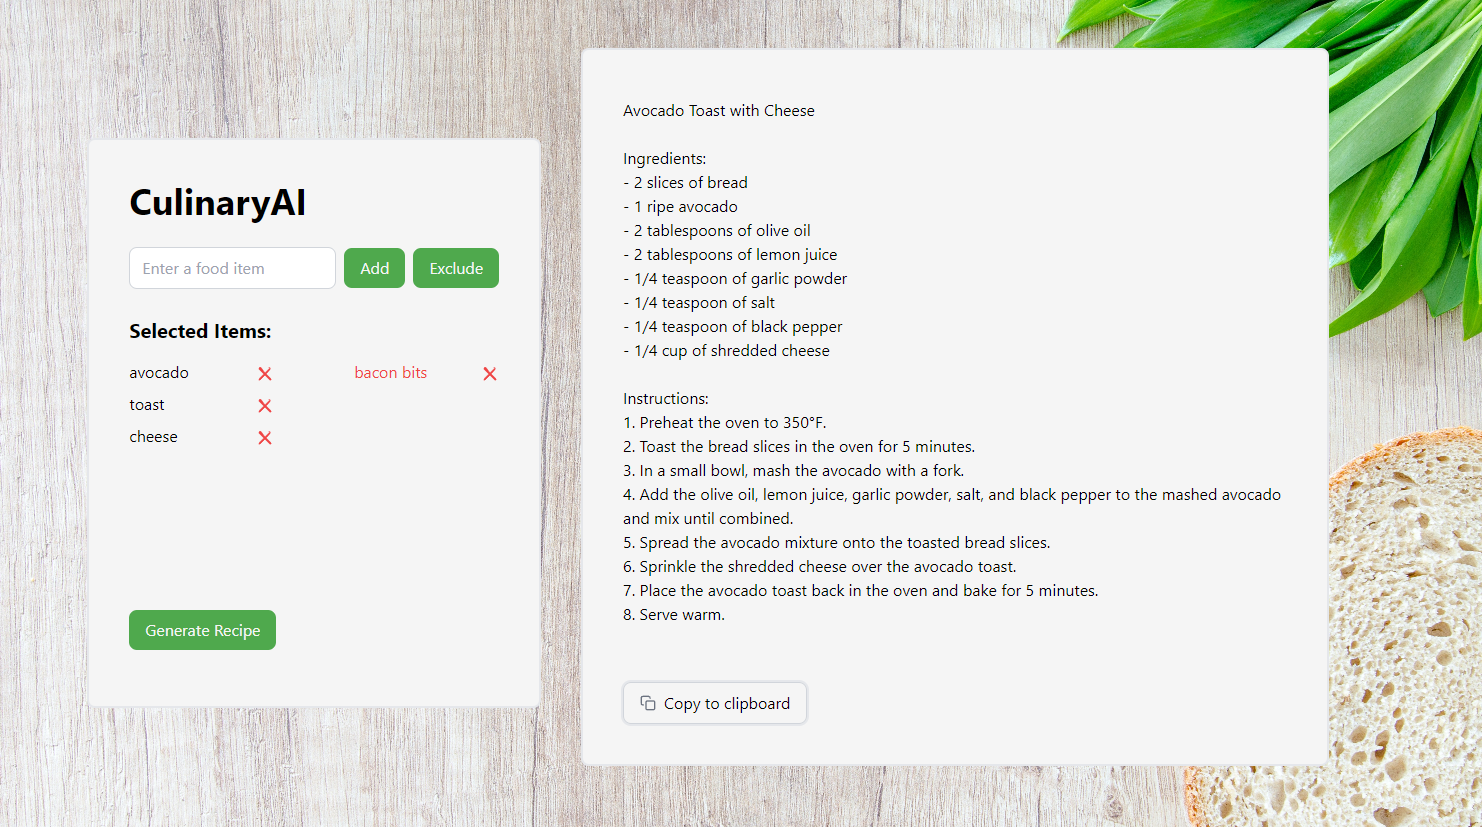 CulinaryAI
Enter a food item
Add
Exclude
Selected Items:
avocado
bacon bits
toast
cheese
Generate Recipe
Avocado Toast with Cheese
Ingredients:
- 2 slices of bread
- 1 ripe avocado
- 2 tablespoons of olive oil
- 2 tablespoons of lemon juice
- 1/4 teaspoon of garlic powder
- 1/4 teaspoon of salt
- 1/4 teaspoon of black pepper
- 1/4 cup of shredded cheese
Instructions:
1. Preheat the oven to 350°F.
2. Toast the bread slices in the oven for 5 minutes.
3. In a small bowl, mash the avocado with a fork.
4. Add the olive oil, lemon juice, garlic powder, salt, and black pepper to the mashed avocado
and mix until combined.
5. Spread the avocado mixture onto the toasted bread slices.
6. Sprinkle the shredded cheese over the avocado toast.
7. Place the avocado toast back in the oven and bake for 5 minutes.
8. Serve warm.
Copy to clipboard